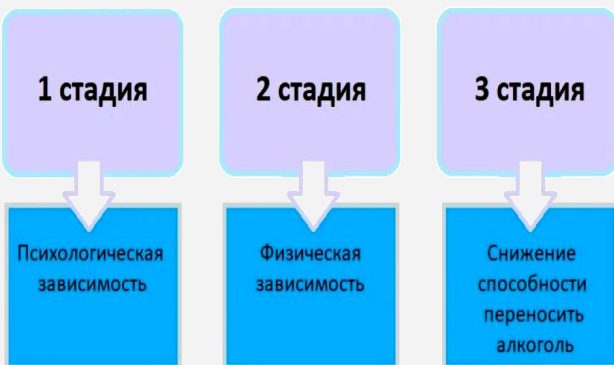 1 стадия
2 стадия
3 стадия
Психологическая
зависимость
Физическая
зависимость
Снижение
способности
переносить
алкоголь